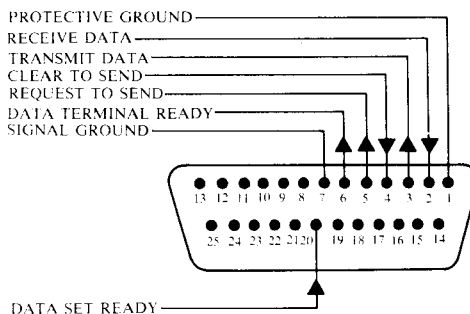 PROTECTIVE GROUND
RECEIVE DATA
TRANSMIT DATA
CLEAR TO SEND
REQUEST TO SEND
DATA TERMINAL READY
SIGNAL GROUND
13 12 11 10 9 8 7 6 5 4 3 2 1
25 24 23 22 21 20 19 18 17 16 15 14
DATA SET READY